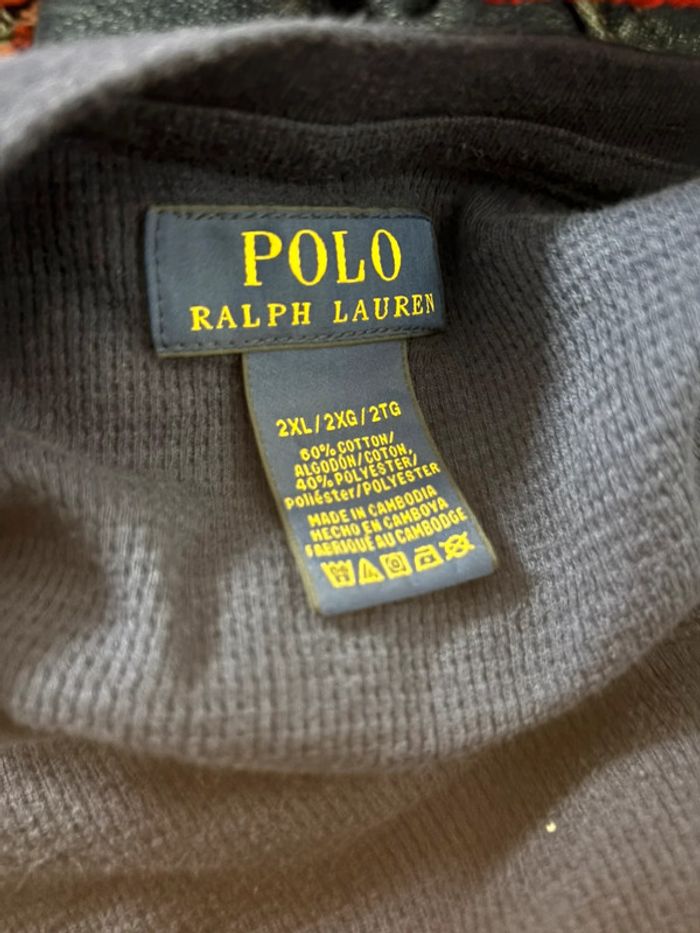 POLO
RALPH LAUREN
2XL/2XG/2TG
60% COTTON/
ALGODÓN/COTON,
40% POLYESTER/
Poliéster/POLYESTER
MADE IN CAMBODIA
HECHO EN CAMBOYA
FABRIQUÉ AU CAMBODGE